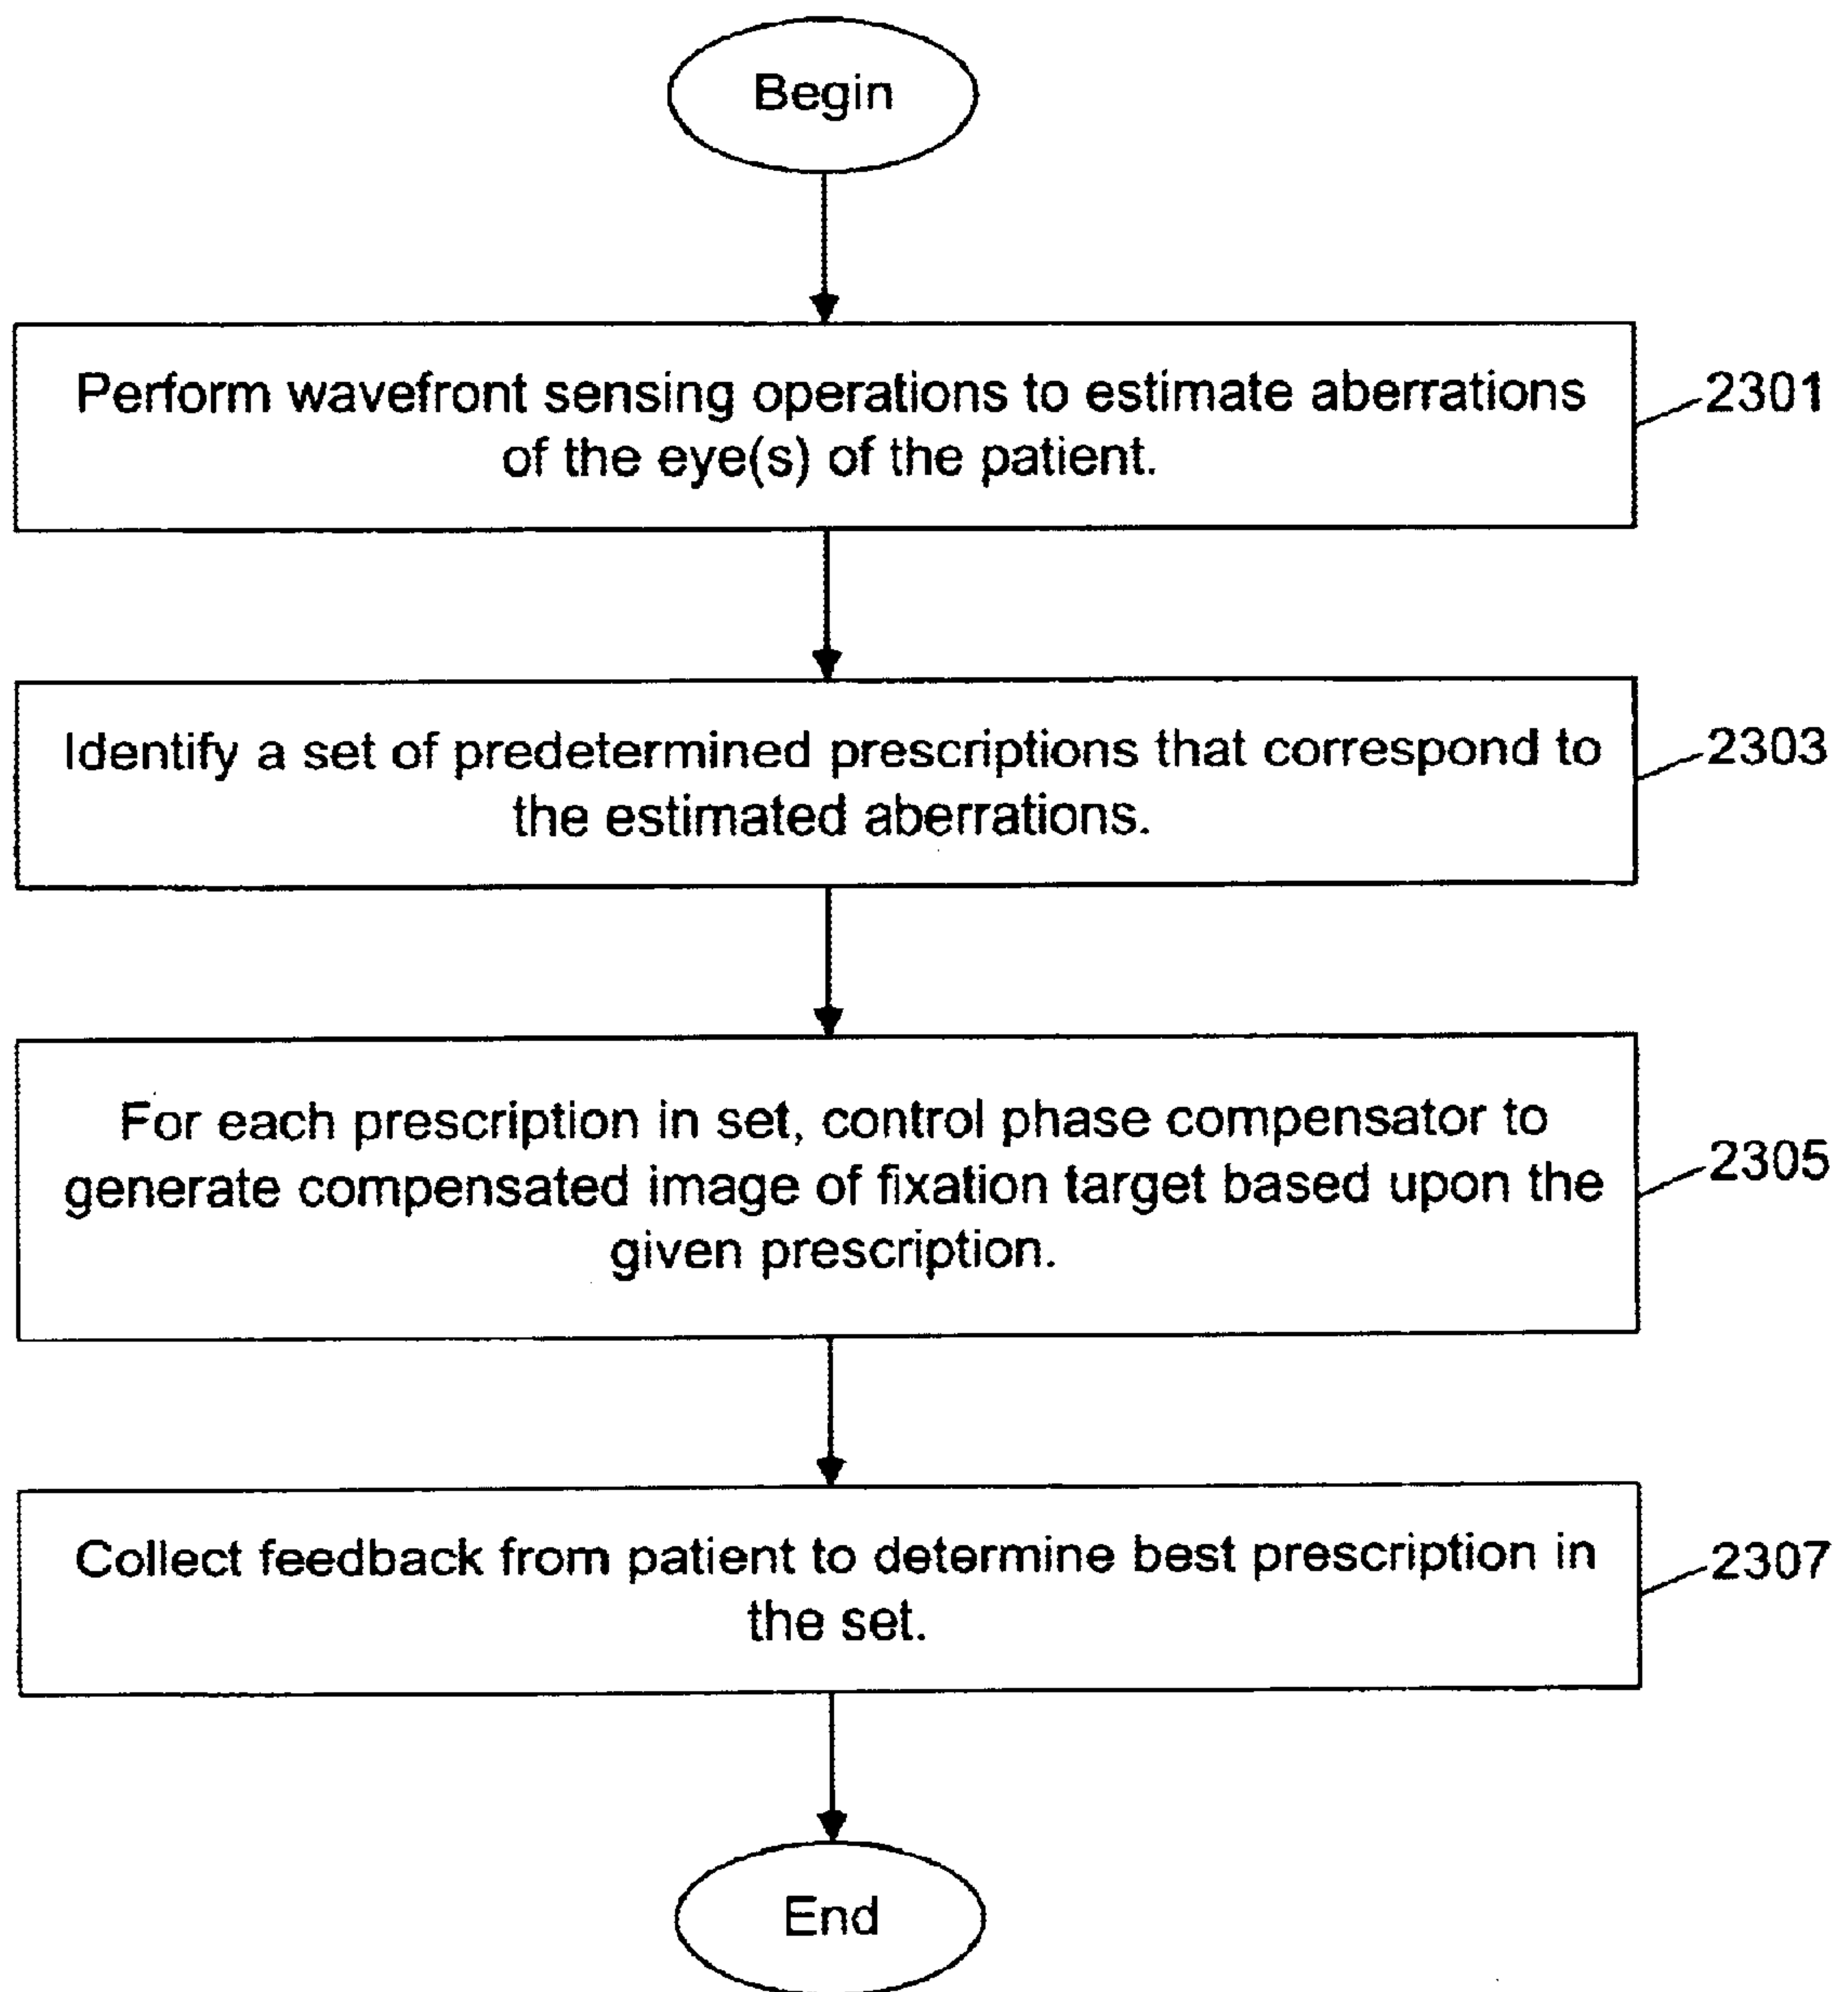 Begin
Perform wavefront sensing operations to estimate aberrations
of the eye(s) of the patient.
2301
Identify a set of predetermined prescriptions that correspond to
the estimated aberrations.
2303
For each prescription in set, control phase compensator to
generate compensated image of fixation target based upon the
given prescription.
2305
Collect feedback from patient to determine best prescription in
the set.
2307
End